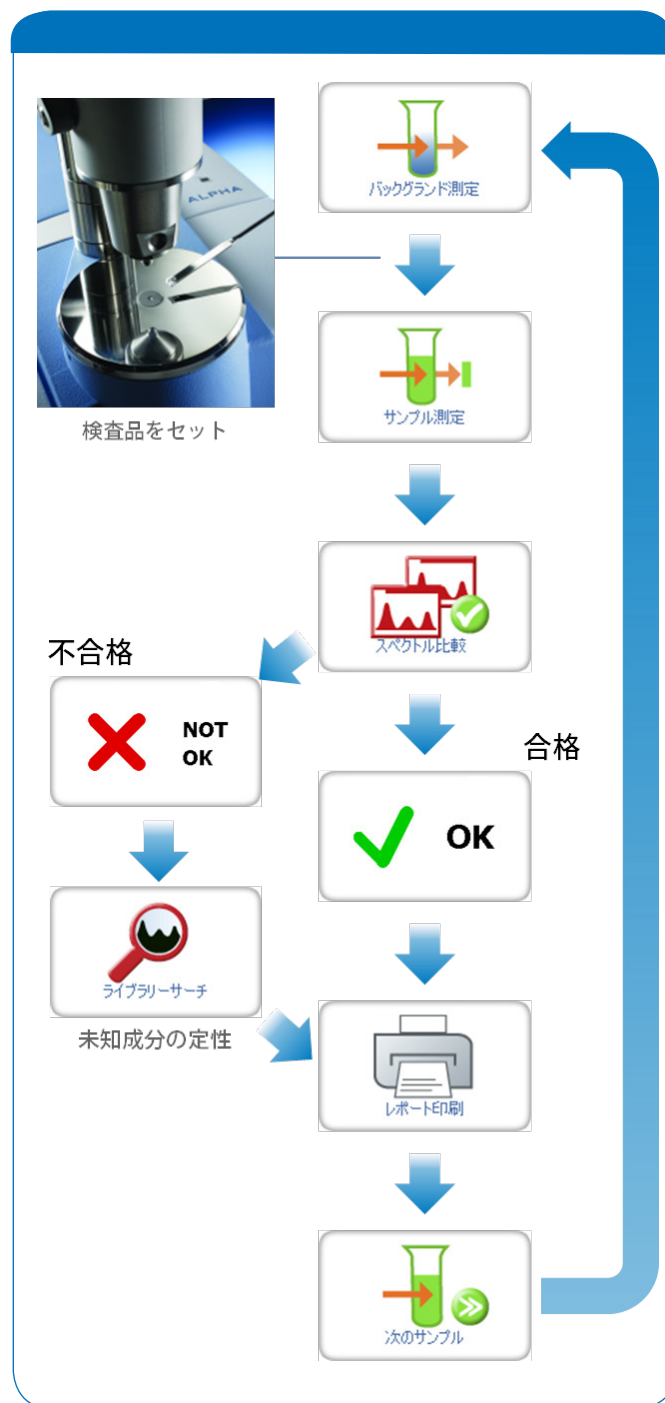 バックグランド測定
ALPHA
サンプル測定
検査品をセット
スペクトル比較
不合格
NOT
OK
合格
OK
ライブラリーサーチ
未知成分の定性
レポート印刷
次のサンプル